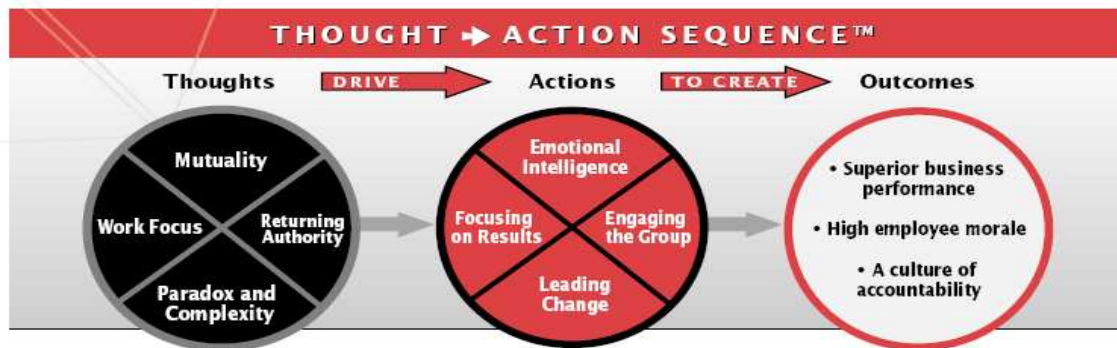 THOUGHT → ACTION SEQUENCE™
Thoughts DRIVE Actions TO CREATE Outcomes
Mutuality
Work Focus
Returning
Authority
Paradox and
Complexity
Emotional
Intelligence
Focusing
on Results
Engaging
the Group
Leading
Change
• Superior business
performance
• High employee morale
• A culture of
accountability